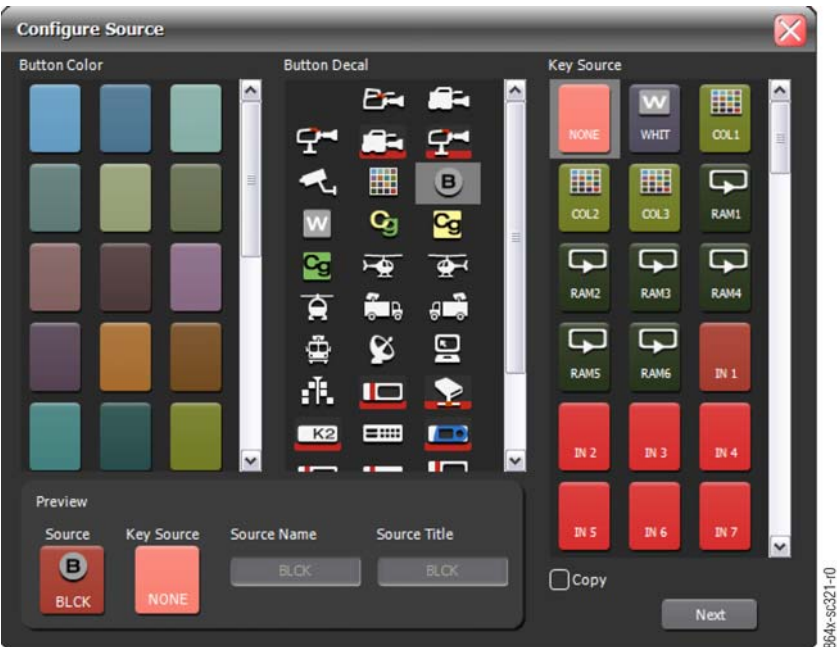 Configure Source
Button Color
Button Decal
Key Source
B
W
Cg
Cg
Cg
K2
NONE
W
WHIT
COL1
COL2
COL3
RAM1
RAM2
RAM3
RAM4
RAM5
RAM6
IN 1
IN 2
IN 3
IN 4
IN 5
IN 6
IN 7
Preview
Source
Key Source
Source Name
Source Title
B
BLCK
NONE
BLCK
BLCK
Copy
Next
864x-sc321-r0